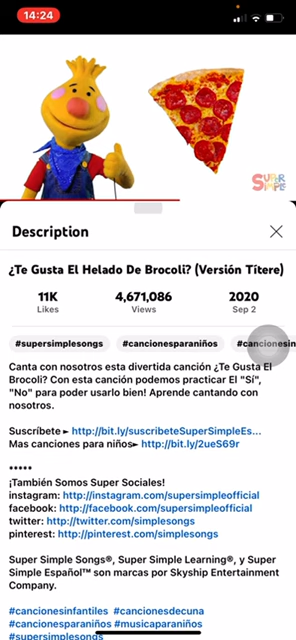 14:24
SUPER
SIMPLE
Description
¿Te Gusta El Helado De Brocoli? (Versión Títere)
11K 4,671,086 2020
Likes Views Sep 2
#supersimplesongs #cancionesparaniños #cancionesin
Canta con nosotros esta divertida canción ¿Te Gusta El
Brocoli? Con esta canción podemos practicar El "Sí",
"No" para poder usarlo bien! Aprende cantando con
nosotros.
Suscríbete ► http://bit.ly/suscribeteSuperSimpleEs...
Mas canciones para niños► http://bit.ly/2ueS69r
•••••
¡También Somos Super Sociales!
instagram: http://instagram.com/supersimpleofficial
facebook: http://facebook.com/supersimpleofficial
twitter: http://twitter.com/simplesongs
pinterest: http://pinterest.com/simplesongs
Super Simple Songs®, Super Simple Learning®, y Super
Simple Español™ son marcas por Skyship Entertainment
Company.
#cancionesinfantiles #cancionesdecuna
#cancionesparaniños #musicaparaniños
#supersimplesongs